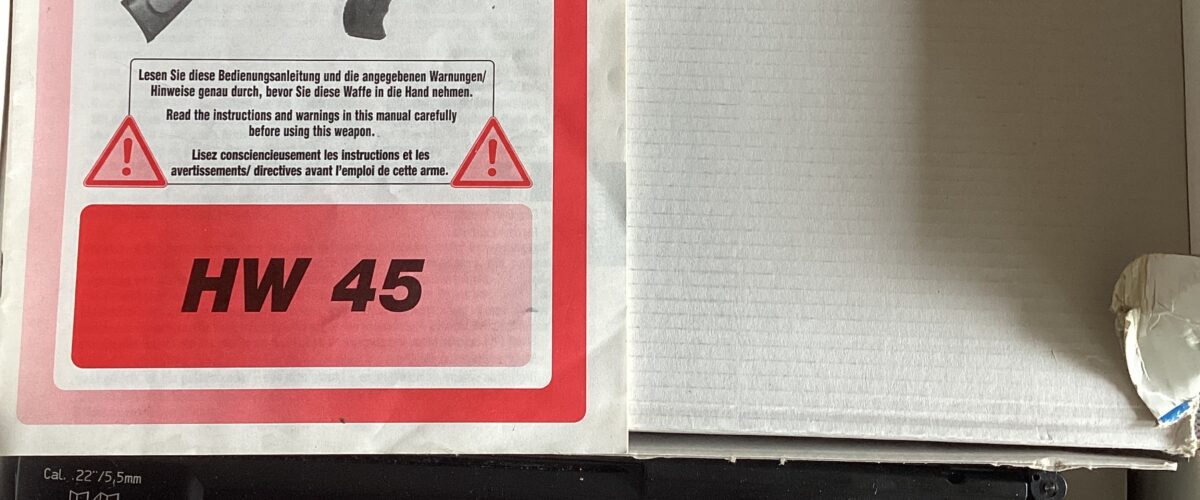 Lesen Sie diese Bedienungsanleitung und die angegebenen Warnungen/
Hinweise genau durch, bevor Sie diese Waffe in die Hand nehmen.
Read the instructions and warnings in this manual carefully
before using this weapon.
Lisez consciencieusement les instructions et les
avertissements/ directives avant l'emploi de cette arme.
HW 45
Cal. .22"/5,5mm